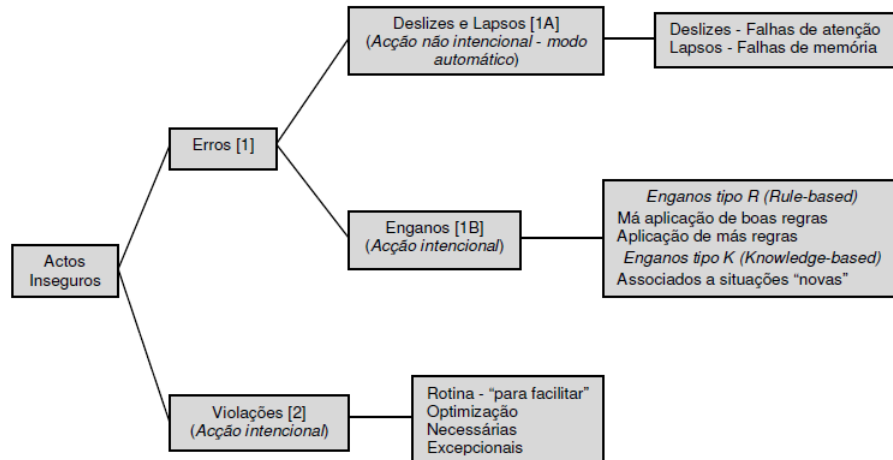 Deslizes e Lapsos [1A]
(Acção não intencional - modo
automático)
Deslizes - Falhas de atenção
Lapsos - Falhas de memória
Erros [1]
Enganos [1B]
(Acção intencional)
Enganos tipo R (Rule-based)
Má aplicação de boas regras
Aplicação de más regras
Enganos tipo K (Knowledge-based)
Associados a situações “novas”
Actos
Inseguros
Violações [2]
(Acção intencional)
Rotina - “para facilitar”
Optimização
Necessárias
Excepcionais